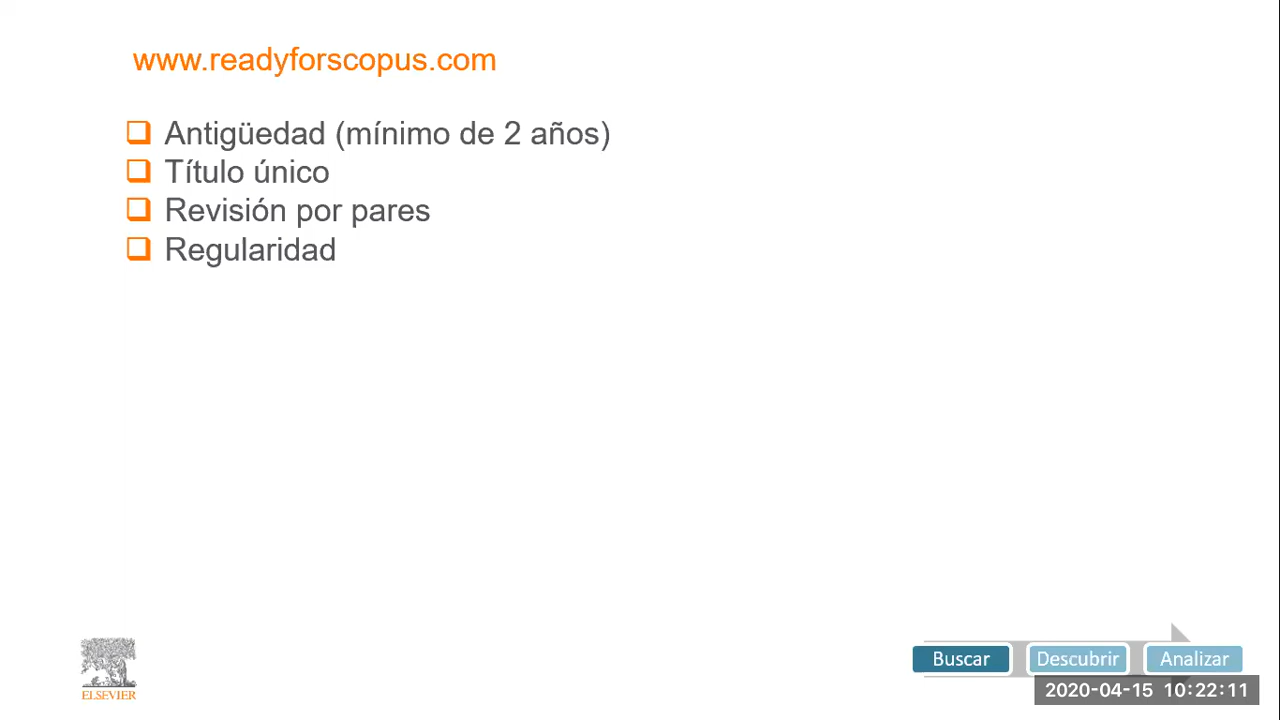 www.readyforscopus.com
Antigüedad (mínimo de 2 años)
Título único
Revisión por pares
Regularidad
ELSEVIER
Buscar
Descubrir
Analizar
2020-04-15 10:22:11